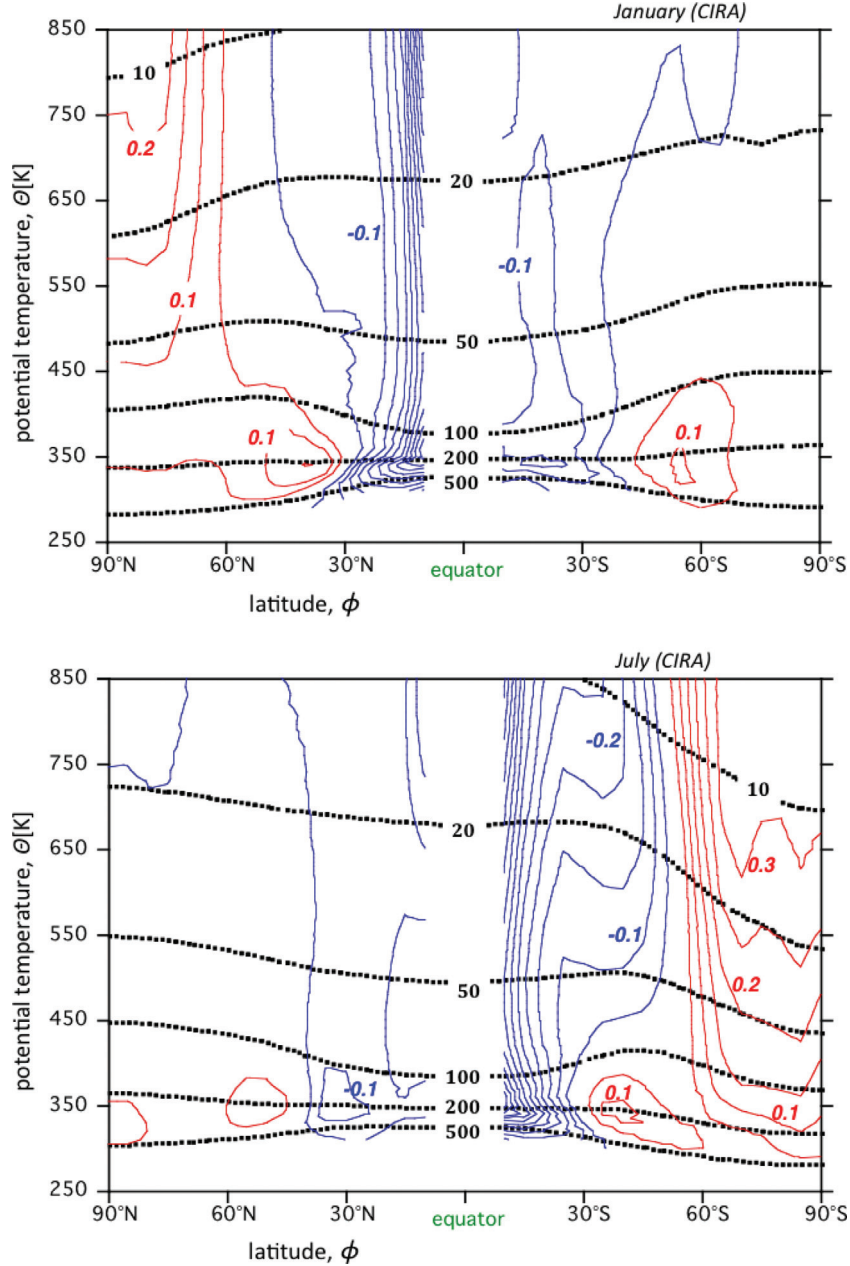 January (CIRA)
850
10
750
0.2
potential temperature, Θ[K]
650
20
-0.1
-0.1
550
0.1
50
450
0.1
0.1
100
350
200
500
250
90°N
60°N
30°N
equator
30°S
60°S
90°S
latitude, ϕ
July (CIRA)
850
-0.2
750
10
potential temperature, Θ[K]
20
650
0.3
550
-0.1
0.2
50
450
100
-0.1
0.1
0.1
350
200
500
250
90°N
60°N
30°N
equator
30°S
60°S
90°S
latitude, ϕ